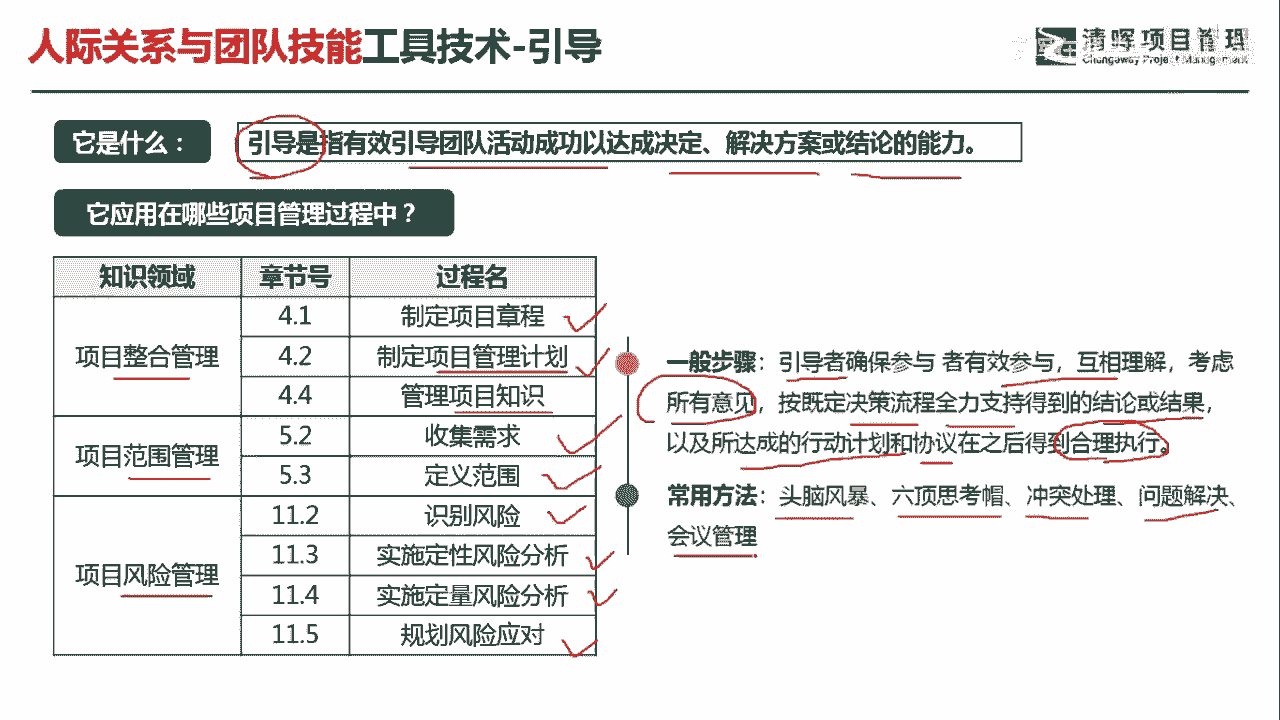 人际关系与团队技能工具技术-引导
清晖项目管理
Changeway Project Management
它是什么：
引导是指有效引导团队活动成功以达成决定、解决方案或结论的能力。
它应用在哪些项目管理过程中？
知识领域 章节号 过程名
项目整合管理
4.1 制定项目章程
4.2 制定项目管理计划
4.4 管理项目知识
项目范围管理
5.2 收集需求
5.3 定义范围
项目风险管理
11.2 识别风险
11.3 实施定性风险分析
11.4 实施定量风险分析
11.5 规划风险应对
一般步骤：引导者确保参与 者有效参与，互相理解，考虑
所有意见，按既定决策流程全力支持得到的结论或结果，
以及所达成的行动计划和协议在之后得到合理执行。
常用方法：头脑风暴、六顶思考帽、冲突处理、问题解决、
会议管理